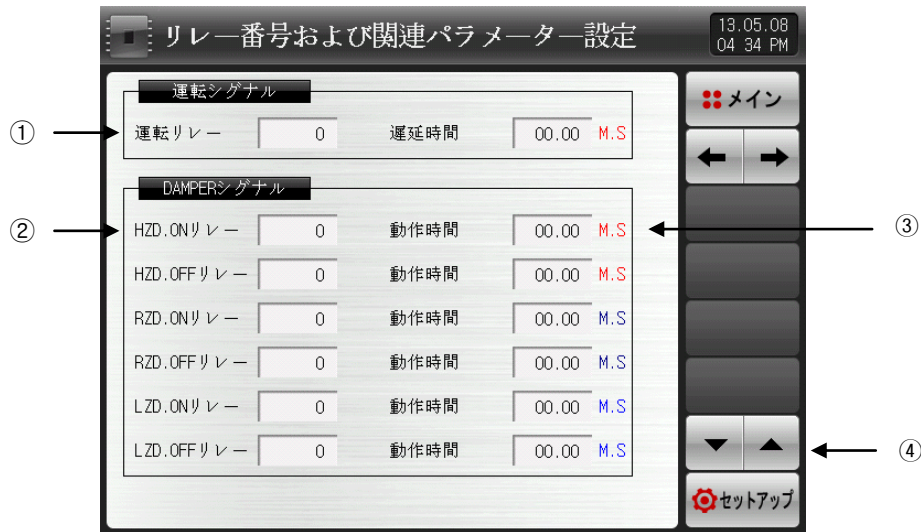 リレー番号および関連パラメーター設定
13.05.08
04 34 PM
運転シグナル
メイン
① 運転リレー 0 遅延時間 00.00 M.S
DAMPERシグナル
② HZD.ONリレー 0 動作時間 00.00 M.S ③
HZD.OFFリレー 0 動作時間 00.00 M.S
RZD.ONリレー 0 動作時間 00.00 M.S
RZD.OFFリレー 0 動作時間 00.00 M.S
LZD.ONリレー 0 動作時間 00.00 M.S
LZD.OFFリレー 0 動作時間 00.00 M.S ④
セットアップ